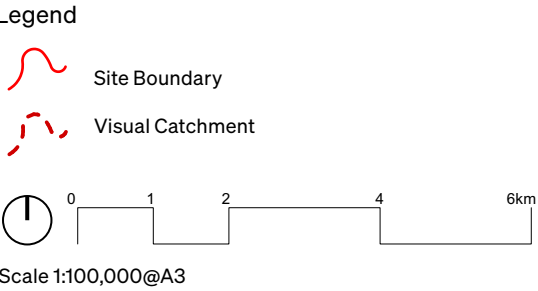 Legend
Site Boundary
Visual Catchment
0 1 2 4 6km
Scale 1:100,000@A3